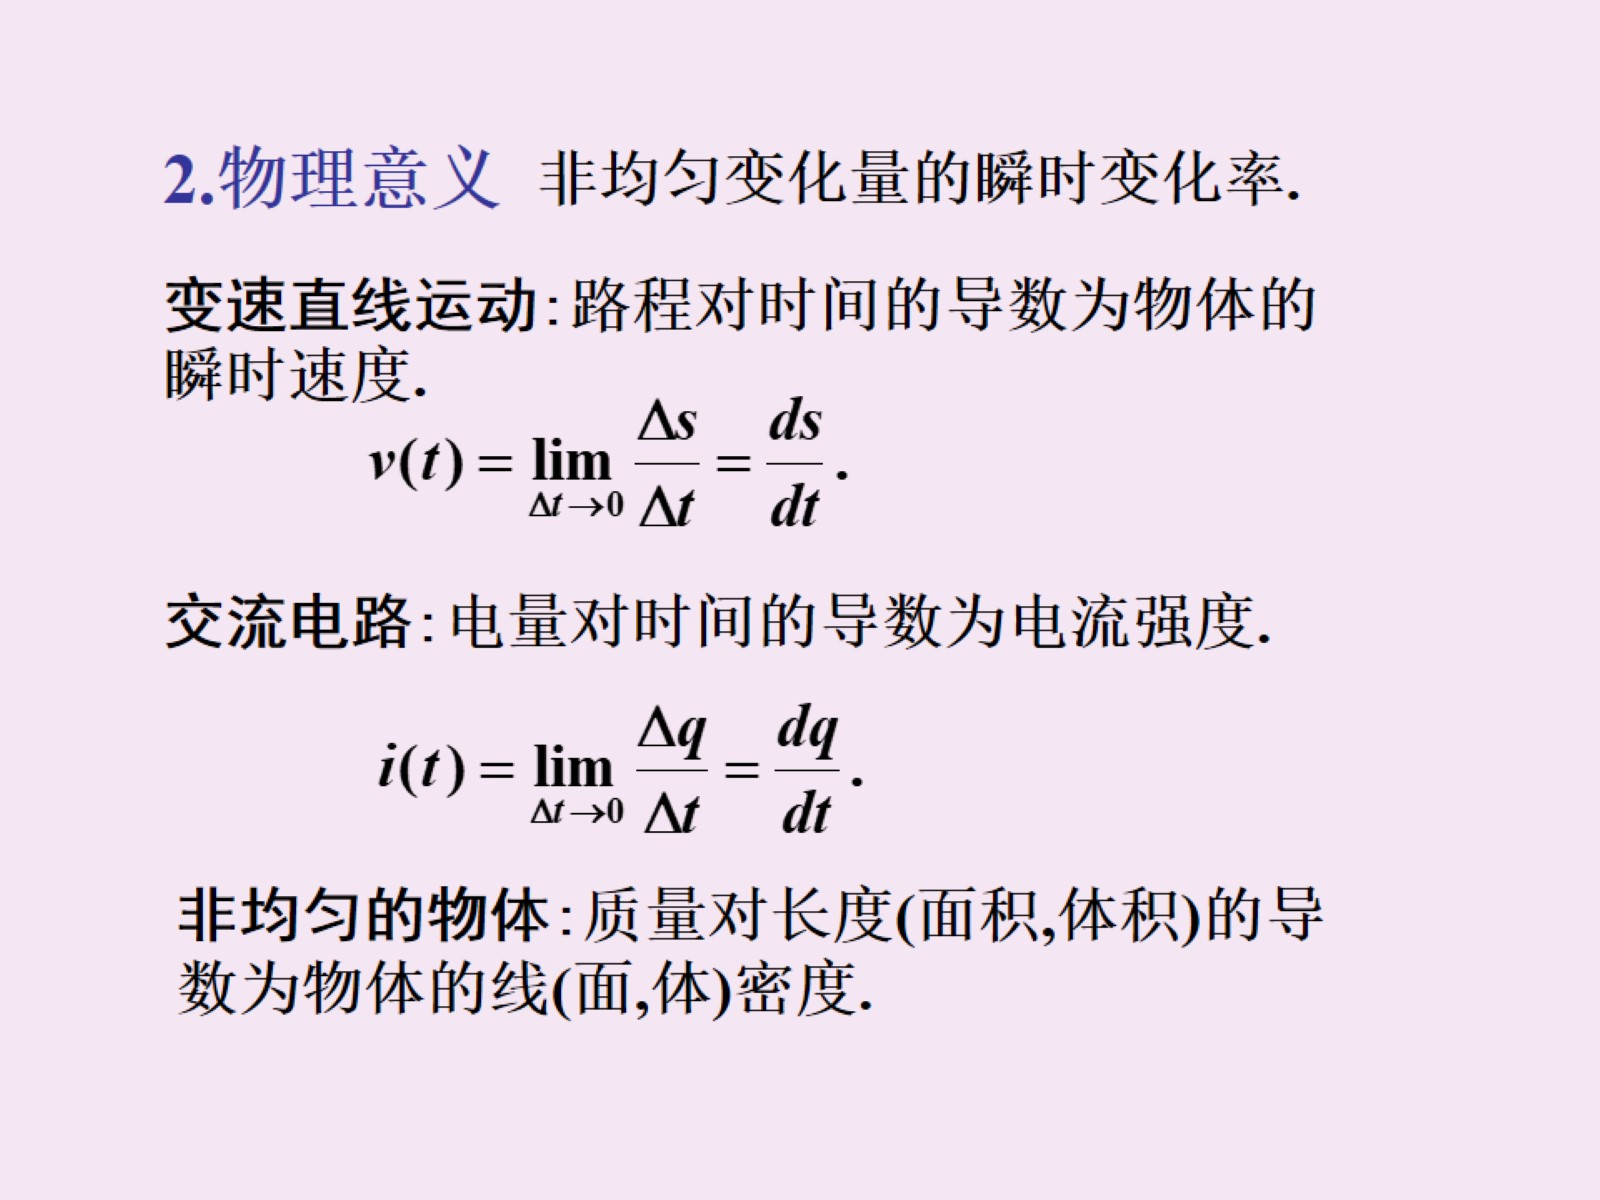 2.物理意义 非均匀变化量的瞬时变化率.
变速直线运动:路程对时间的导数为物体的
瞬时速度.
v(t) = lim_{Δt→0} Δs/Δt = ds/dt .
交流电路:电量对时间的导数为电流强度.
i(t) = lim_{Δt→0} Δq/Δt = dq/dt .
非均匀的物体:质量对长度(面积,体积)的导
数为物体的线(面,体)密度.